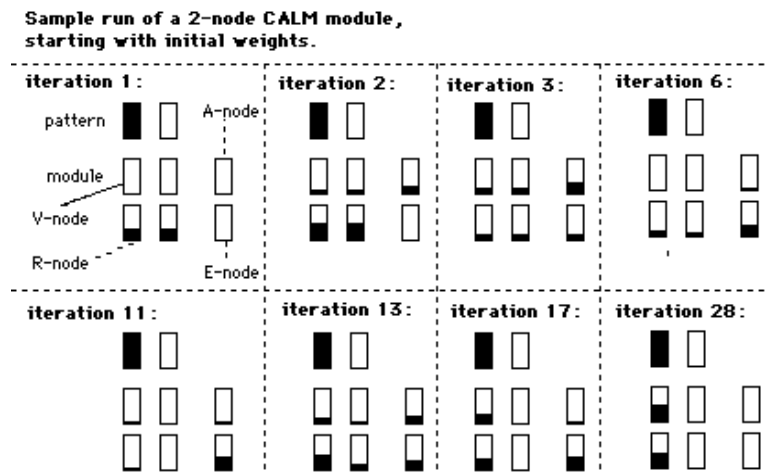 Sample run of a 2-node CALM module,
starting with initial weights.
iteration 1:
iteration 2:
iteration 3:
iteration 6:
pattern
A-node
module
V-node
R-node
E-node
iteration 11:
iteration 13:
iteration 17:
iteration 28: